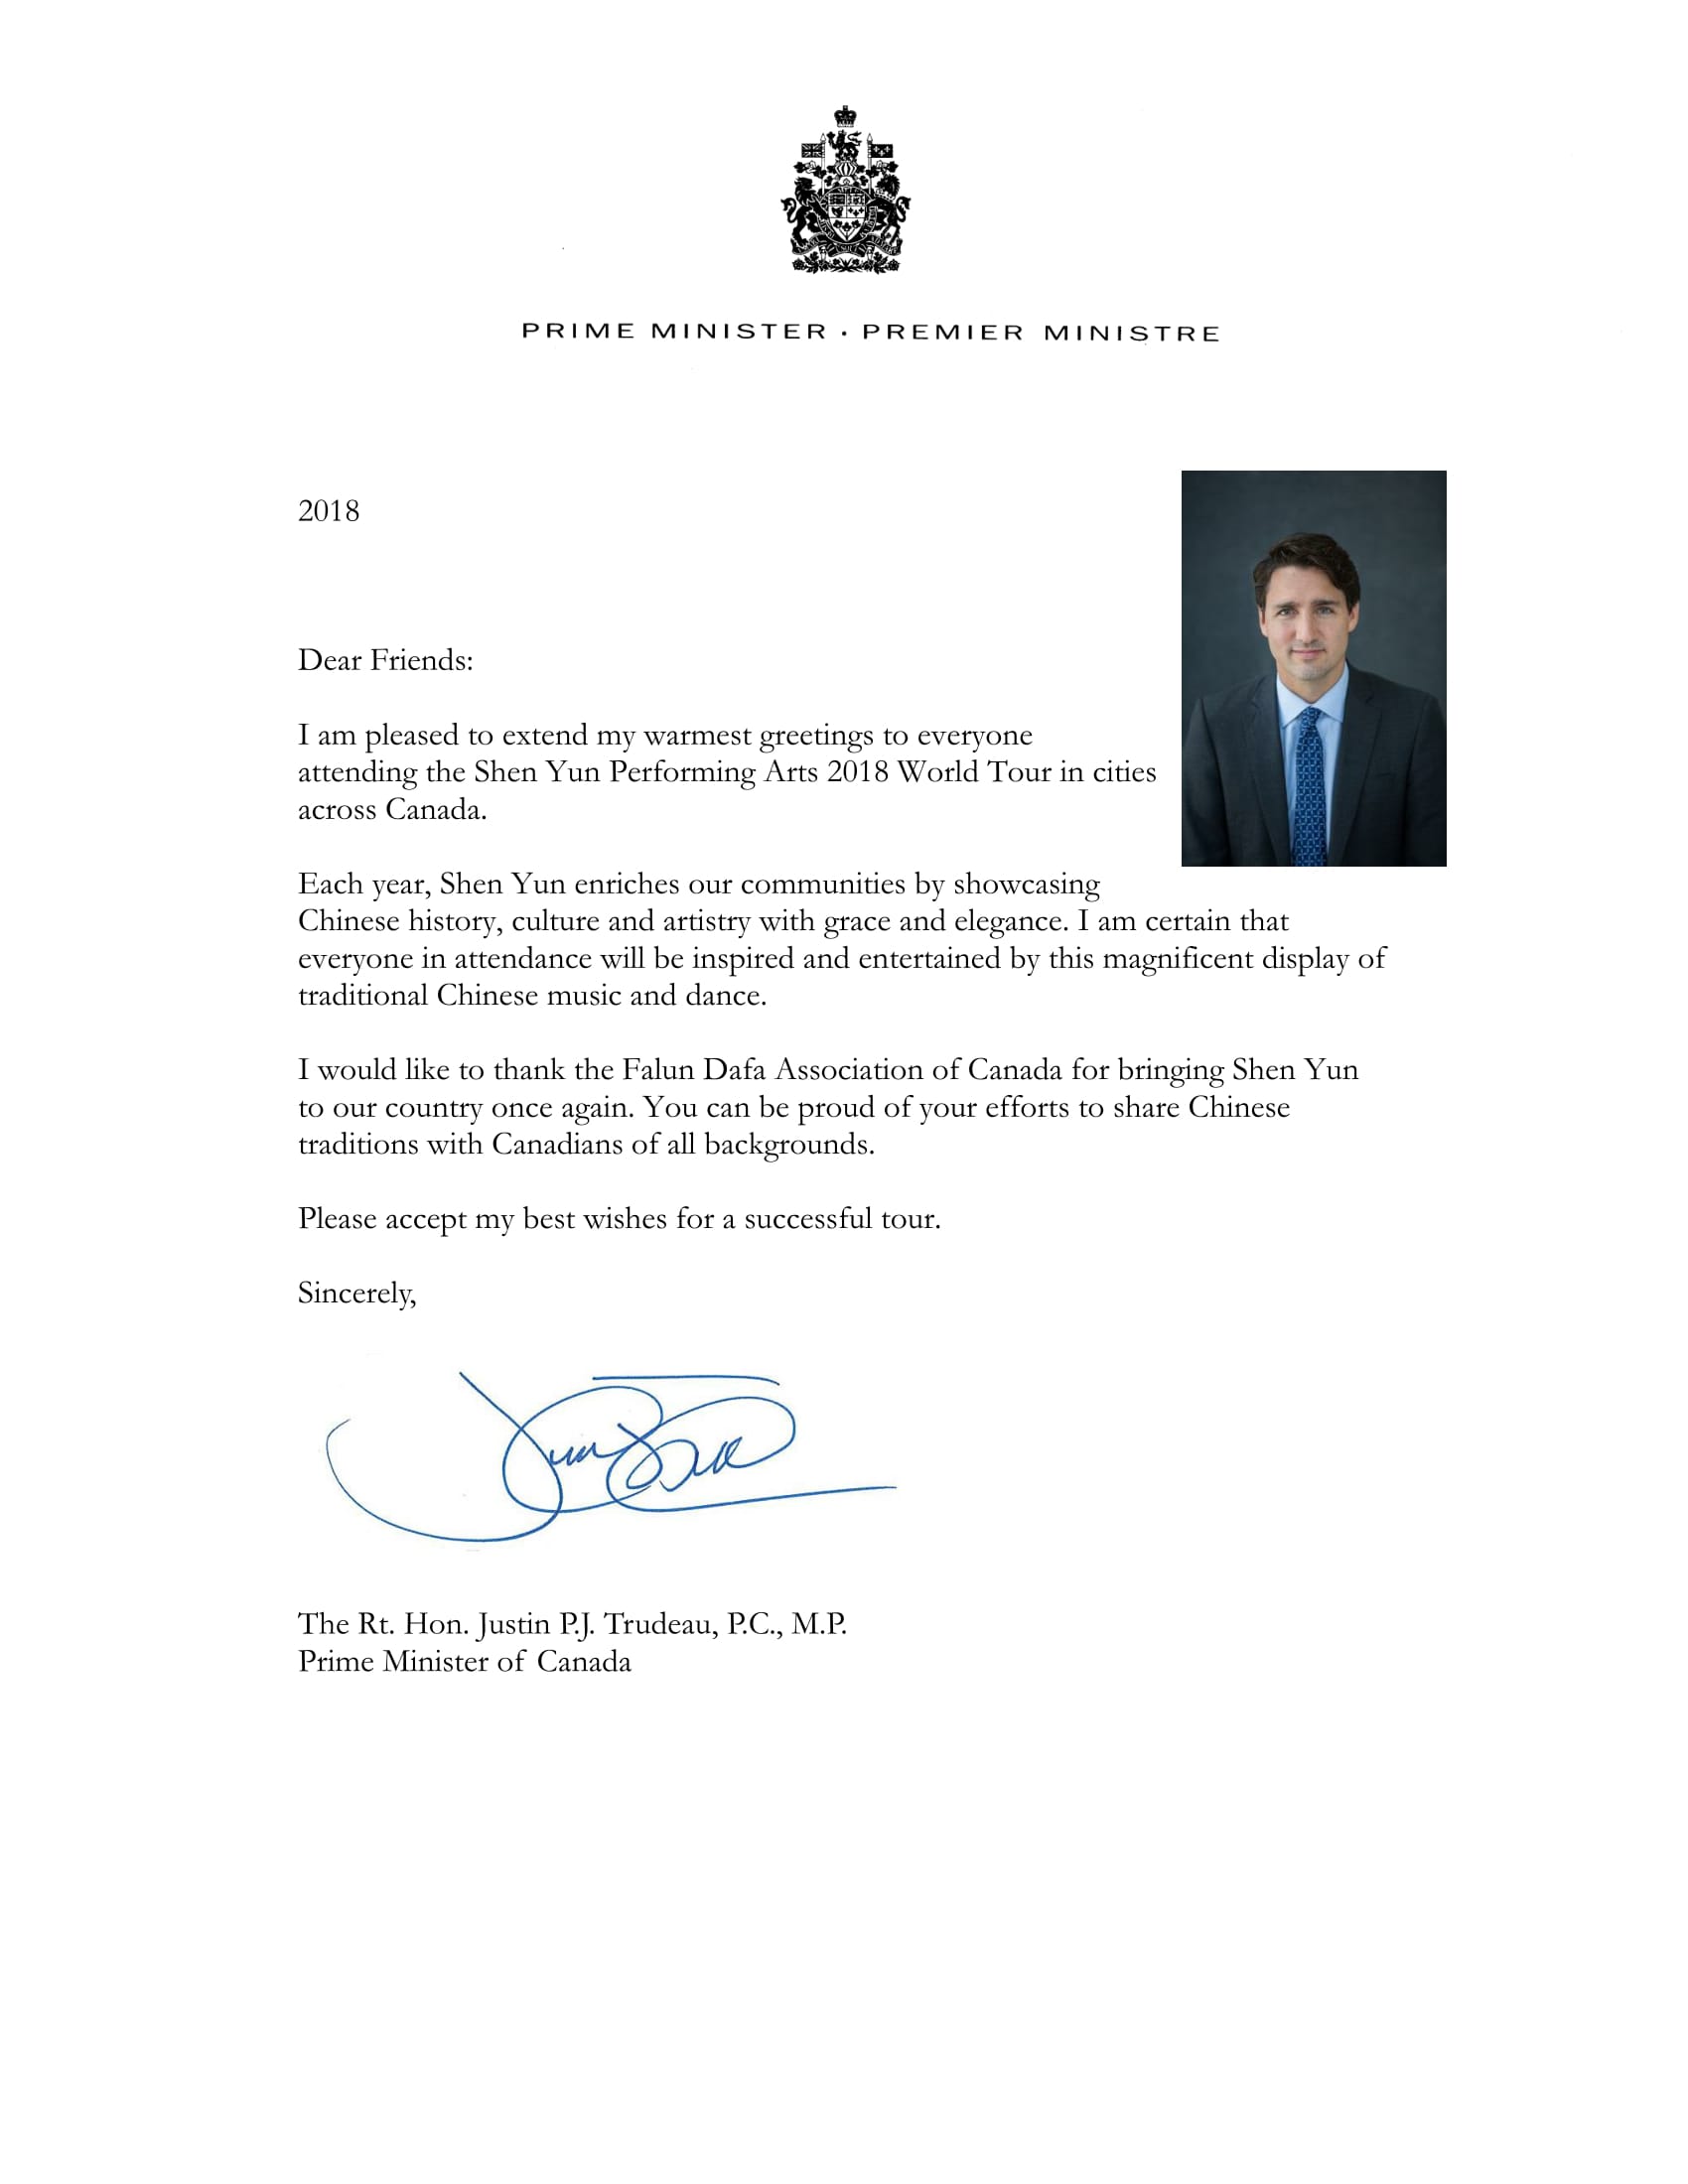 PRIME MINISTER · PREMIER MINISTRE
2018
Dear Friends:
I am pleased to extend my warmest greetings to everyone
attending the Shen Yun Performing Arts 2018 World Tour in cities
across Canada.
Each year, Shen Yun enriches our communities by showcasing
Chinese history, culture and artistry with grace and elegance. I am certain that
everyone in attendance will be inspired and entertained by this magnificent display of
traditional Chinese music and dance.
I would like to thank the Falun Dafa Association of Canada for bringing Shen Yun
to our country once again. You can be proud of your efforts to share Chinese
traditions with Canadians of all backgrounds.
Please accept my best wishes for a successful tour.
Sincerely,
The Rt. Hon. Justin P.J. Trudeau, P.C., M.P.
Prime Minister of Canada